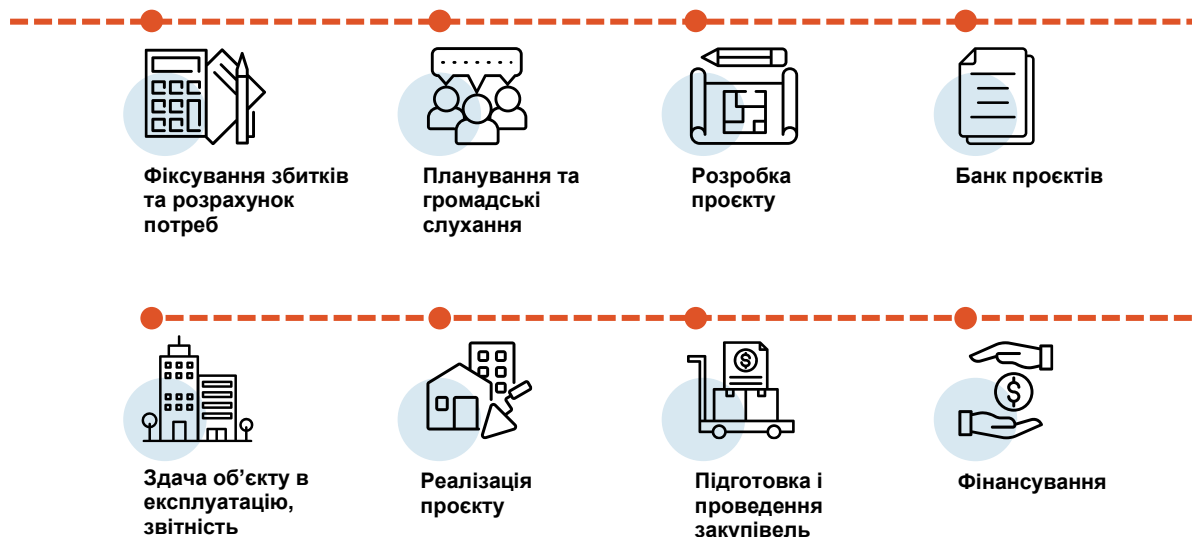 Фіксування збитків
та розрахунок
потреб
Планування та
громадські
слухання
Розробка
проєкту
Банк проєктів
Здача об’єкту в
експлуатацію,
звітність
Реалізація
проєкту
Підготовка і
проведення
закупівель
Фінансування